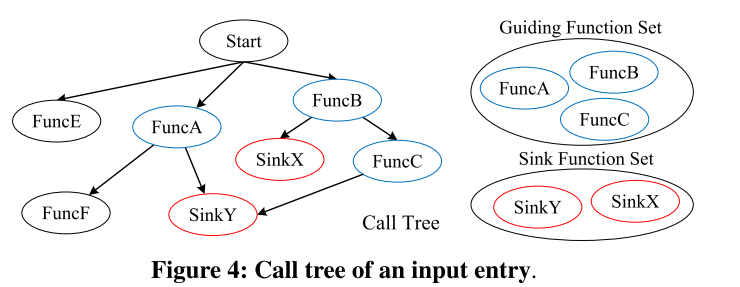 Start
Guiding Function Set
FuncE
FuncA
FuncB
SinkX
FuncC
FuncF
SinkY
Call Tree
FuncA
FuncB
FuncC
Sink Function Set
SinkY
SinkX
Figure 4: Call tree of an input entry.